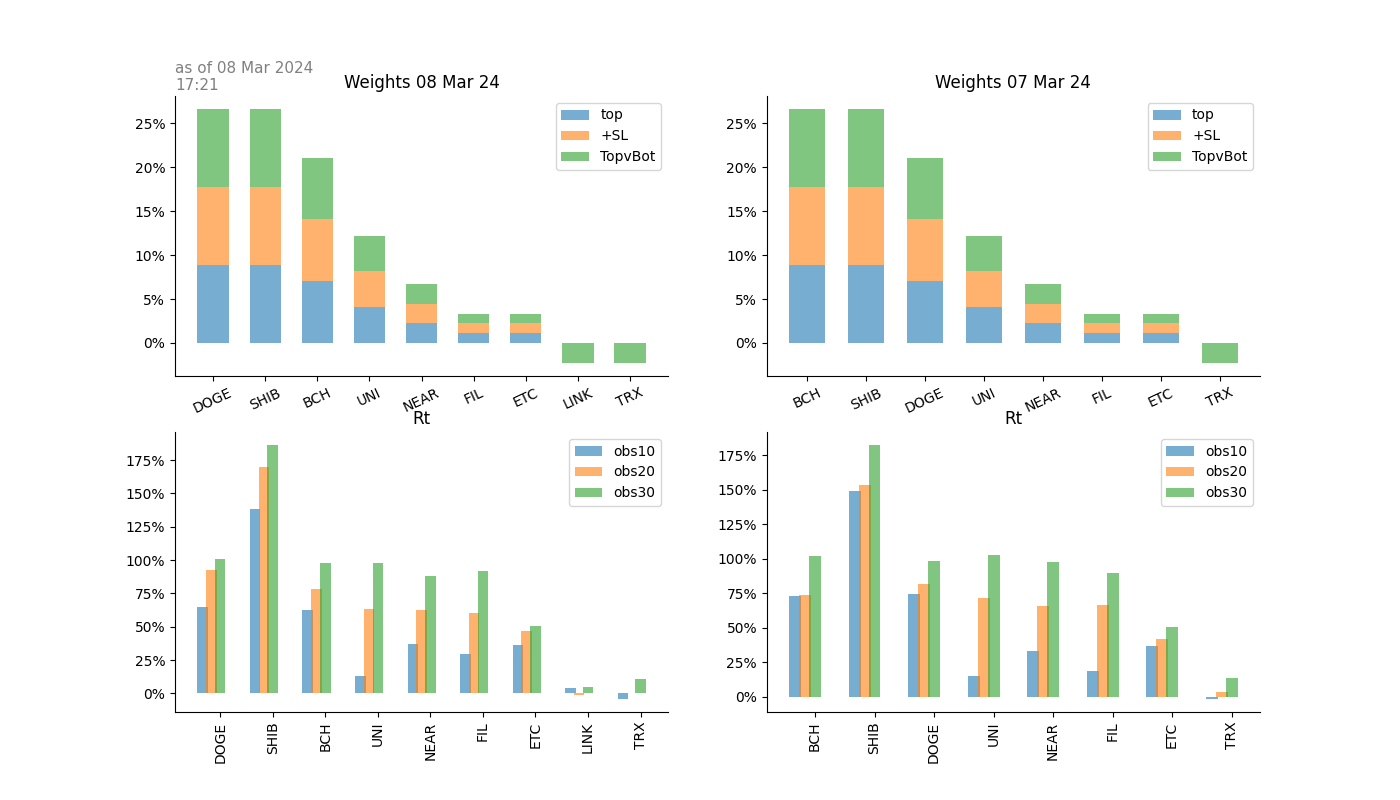 as of 08 Mar 2024
17:21
Weights 08 Mar 24
25%
20%
15%
10%
5%
0%
top
+SL
TopvBot
DOGE SHIB BCH UNI NEAR FIL ETC LINK TRX
Weights 07 Mar 24
25%
20%
15%
10%
5%
0%
top
+SL
TopvBot
BCH SHIB DOGE UNI NEAR FIL ETC TRX
Rt
175%
150%
125%
100%
75%
50%
25%
0%
obs10
obs20
obs30
DOGE SHIB BCH UNI NEAR FIL ETC LINK TRX
Rt
175%
150%
125%
100%
75%
50%
25%
0%
obs10
obs20
obs30
BCH SHIB DOGE UNI NEAR FIL ETC TRX